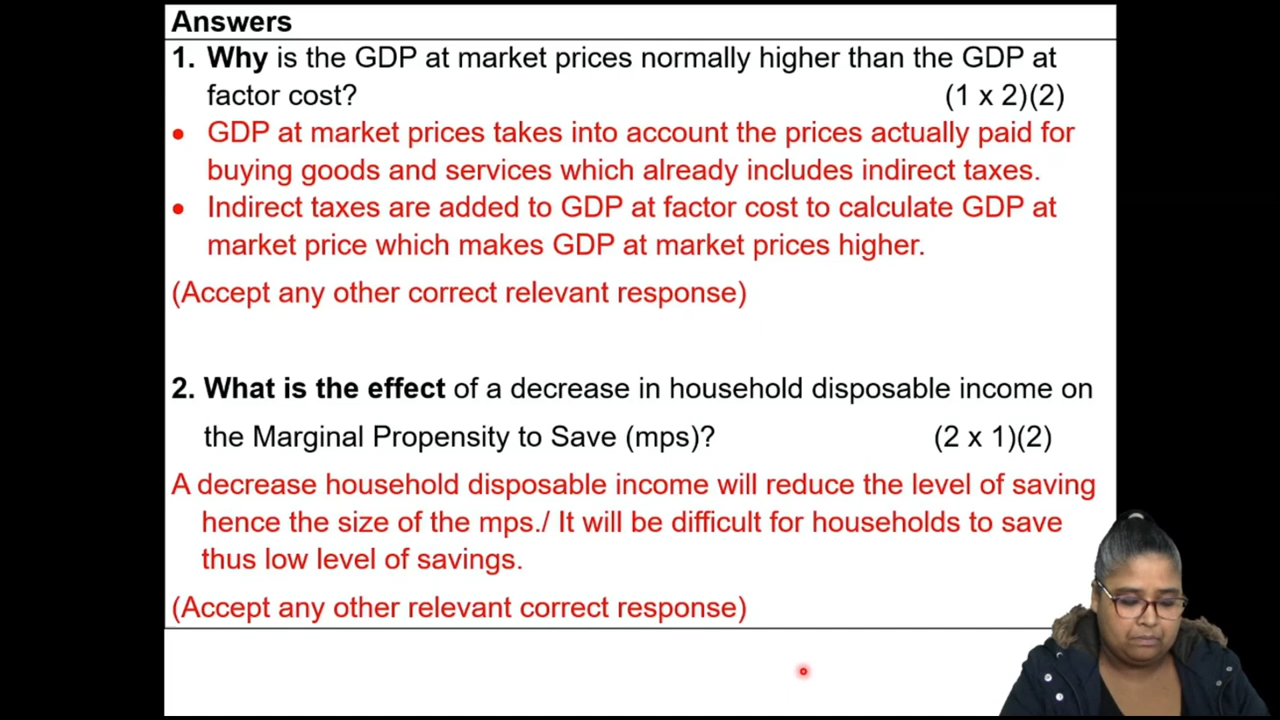 Answers
1. Why is the GDP at market prices normally higher than the GDP at
factor cost? (1 x 2)(2)
• GDP at market prices takes into account the prices actually paid for
buying goods and services which already includes indirect taxes.
• Indirect taxes are added to GDP at factor cost to calculate GDP at
market price which makes GDP at market prices higher.
(Accept any other correct relevant response)
2. What is the effect of a decrease in household disposable income on
the Marginal Propensity to Save (mps)? (2 x 1)(2)
A decrease household disposable income will reduce the level of saving
hence the size of the mps./ It will be difficult for households to save
thus low level of savings.
(Accept any other relevant correct response)